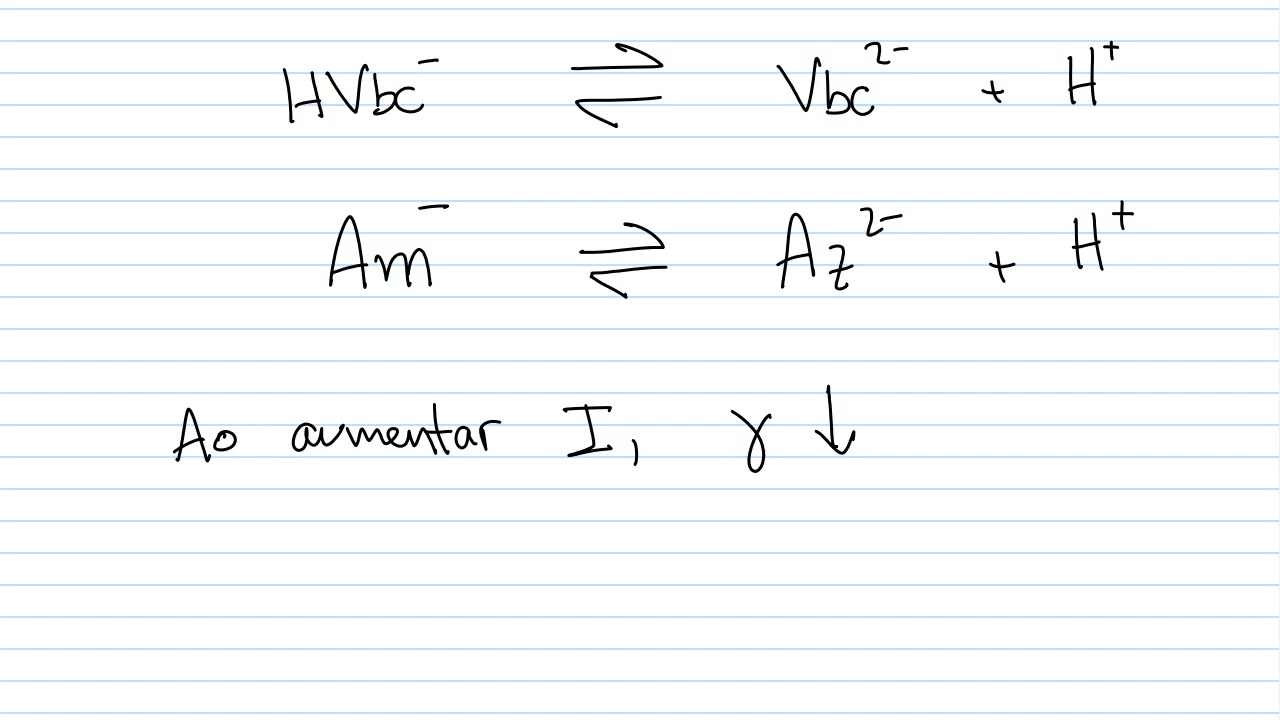 HVbc⁻ ⇌ Vbc²⁻ + H⁺
Am⁻ ⇌ Az²⁻ + H⁺
Ao aumentar I, γ ↓